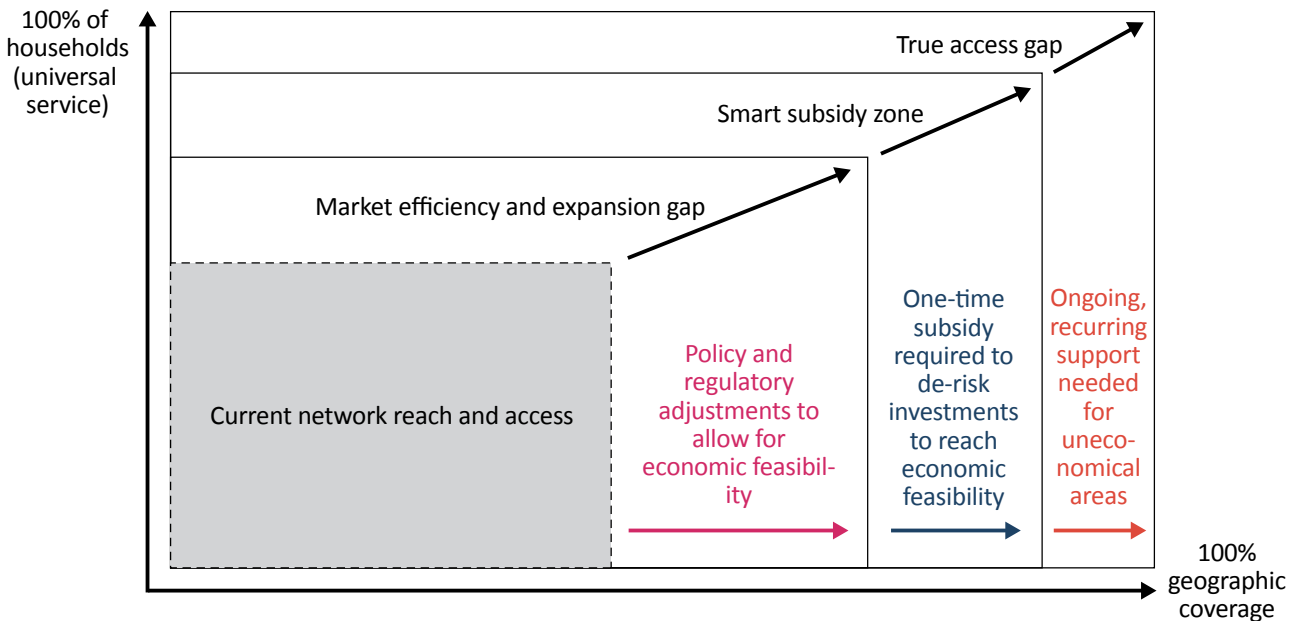 100% of
households
(universal
service)
True access gap
Smart subsidy zone
Market efficiency and expansion gap
Current network reach and access
Policy and
regulatory
adjustments to
allow for
economic feasibil-
ity
One-time
subsidy
required to
de-risk
investments
to reach
economic
feasibility
Ongoing,
recurring
support
needed
for
uneco-
nomical
areas
100%
geographic
coverage